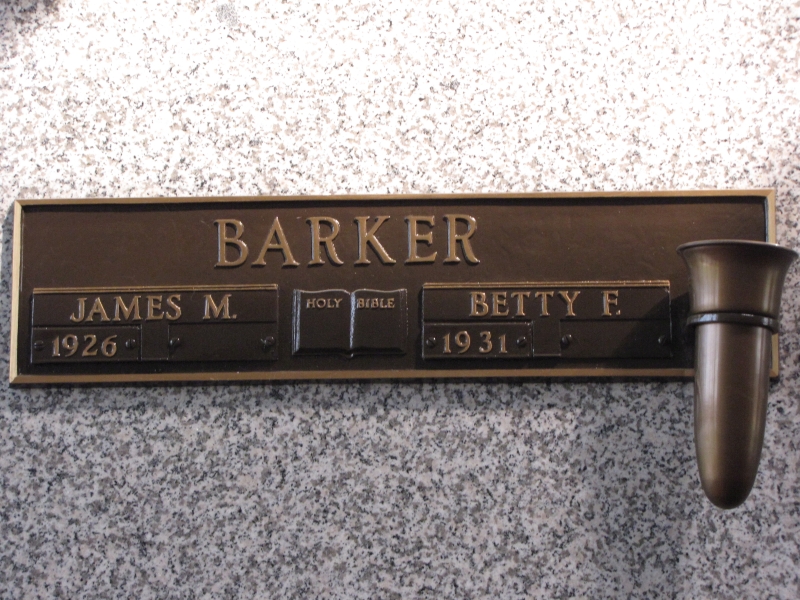 BARKER
JAMES M.
1926
HOLY BIBLE
BETTY F.
1931